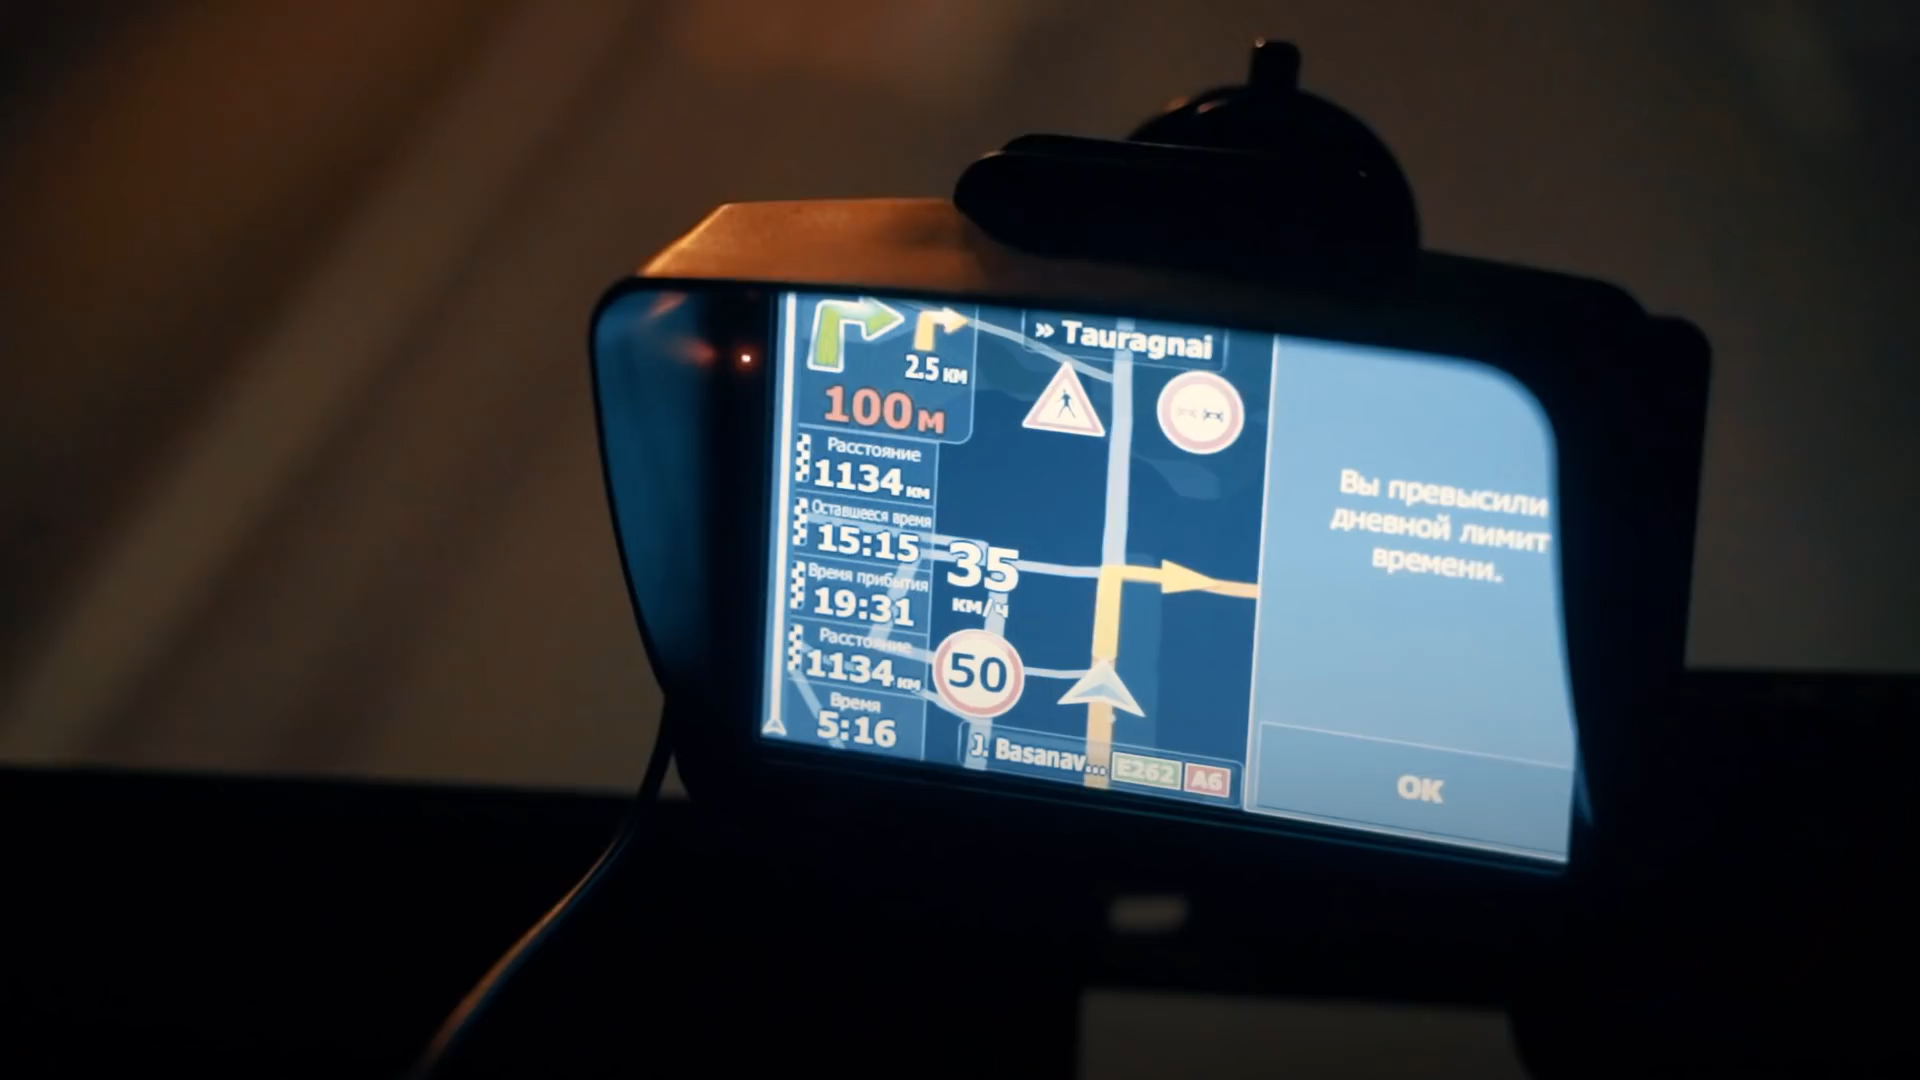 2.5 км
100м
» Tauragnai
Расстояние
1134 км
Оставшееся время
15:15
Время прибытия
19:31
Расстояние
1134 км
Время
5:16
35
км/ч
50
J. Basanav...
E262
A6
Вы превысили
дневной лимит
времени.
OK